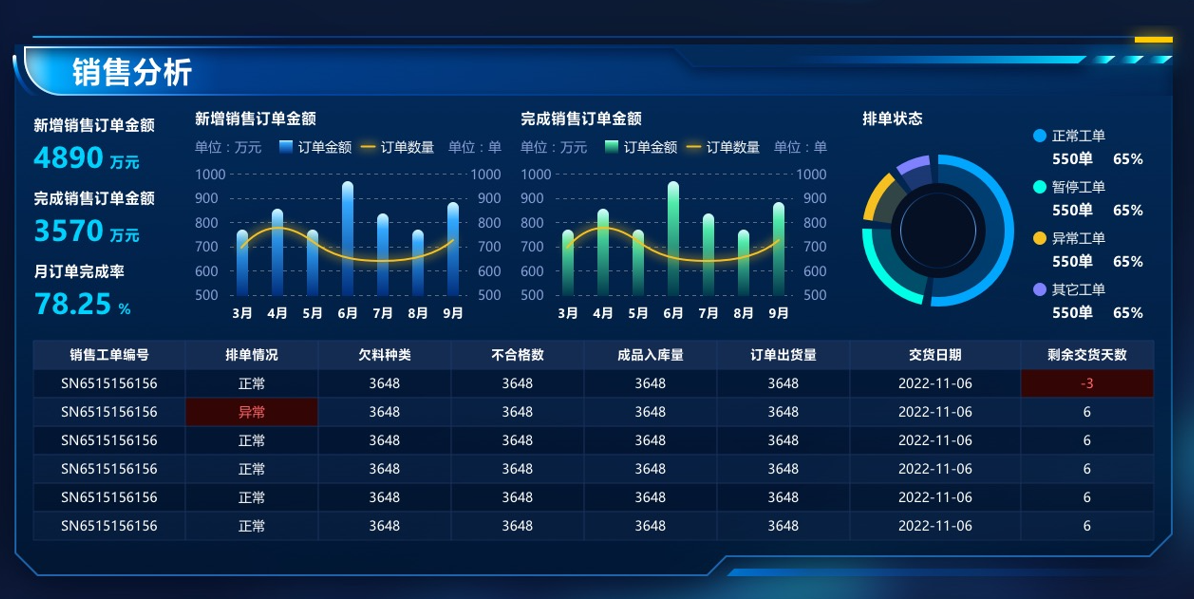 销售分析
新增销售订单金额
4890 万元
完成销售订单金额
3570 万元
月订单完成率
78.25 %
新增销售订单金额
单位：万元 订单金额 订单数量 单位：单
1000 1000
900 900
800 800
700 700
600 600
500 500
3月 4月 5月 6月 7月 8月 9月
完成销售订单金额
单位：万元 订单金额 订单数量 单位：单
1000 1000
900 900
800 800
700 700
600 600
500 500
3月 4月 5月 6月 7月 8月 9月
排单状态
正常工单
550单 65%
暂停工单
550单 65%
异常工单
550单 65%
其它工单
550单 65%
销售工单编号 排单情况 欠料种类 不合格数 成品入库量 订单出货量 交货日期 剩余交货天数
SN6515156156 正常 3648 3648 3648 3648 2022-11-06 -3
SN6515156156 异常 3648 3648 3648 3648 2022-11-06 6
SN6515156156 正常 3648 3648 3648 3648 2022-11-06 6
SN6515156156 正常 3648 3648 3648 3648 2022-11-06 6
SN6515156156 正常 3648 3648 3648 3648 2022-11-06 6
SN6515156156 正常 3648 3648 3648 3648 2022-11-06 6